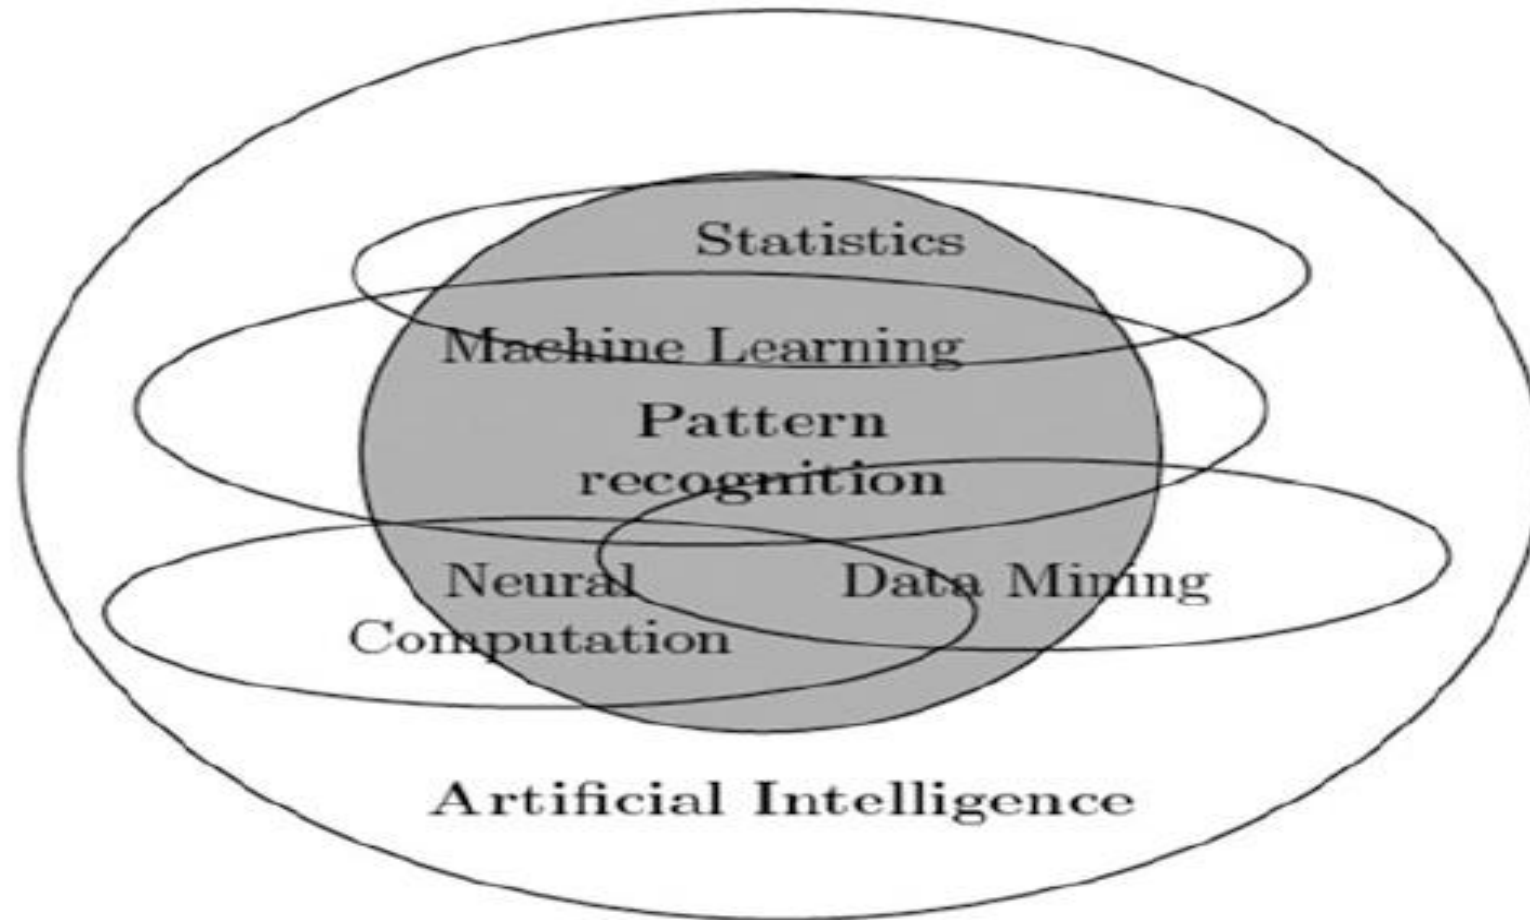 Statistics
Machine Learning
Pattern
recognition
Neural
Computation
Data Mining
Artificial Intelligence